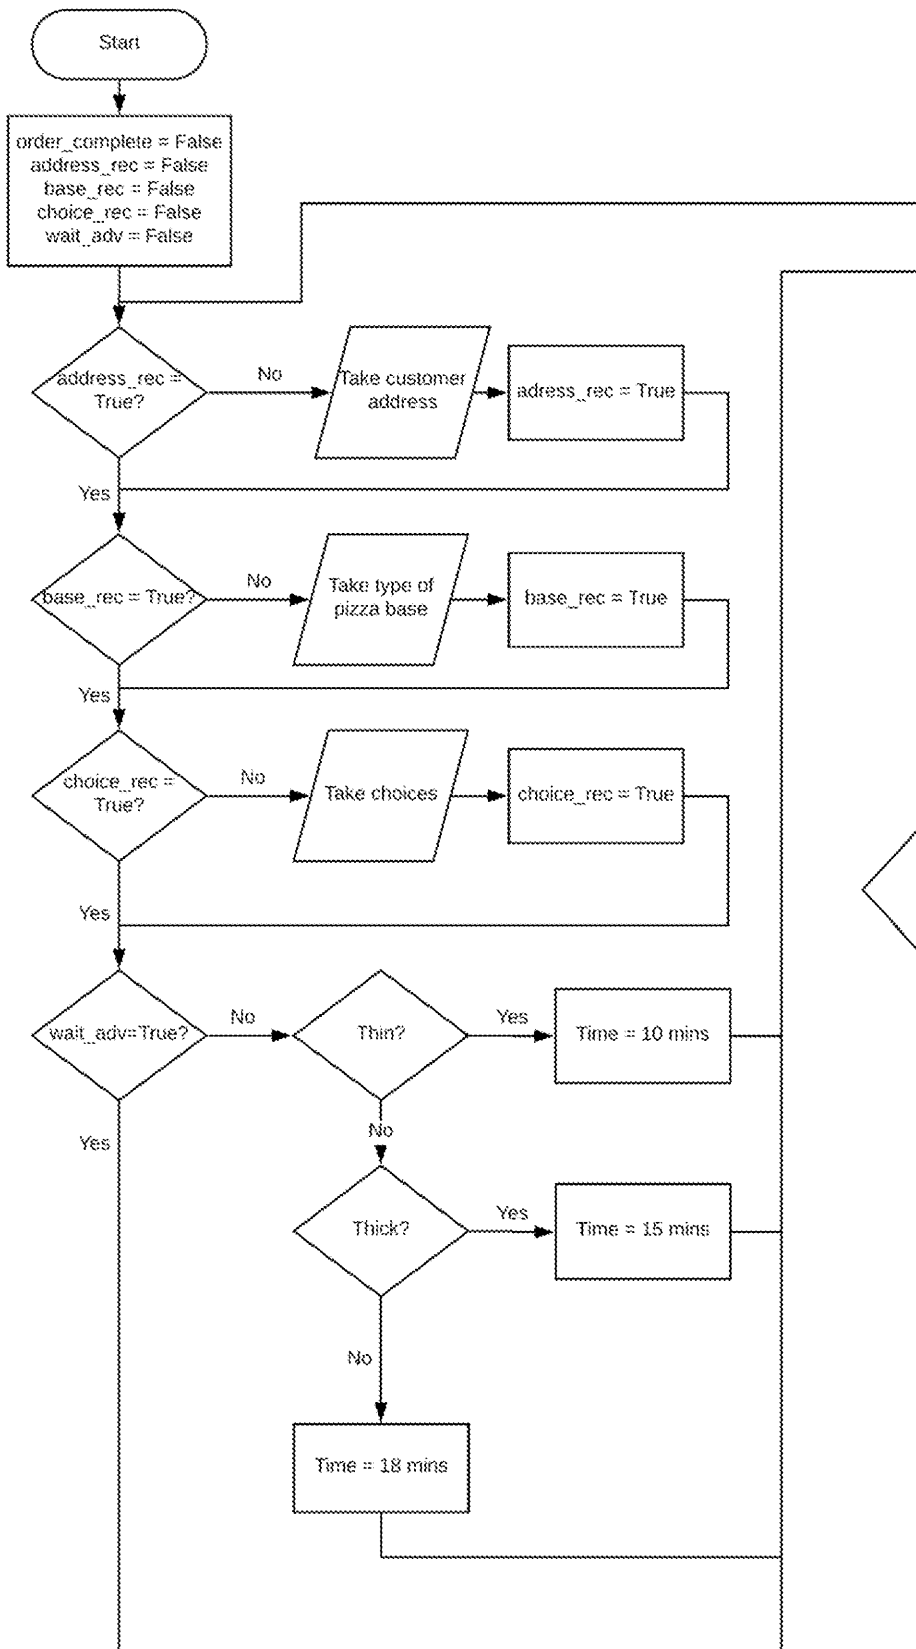 Start
order_complete = False
address_rec = False
base_rec = False
choice_rec = False
wait_adv = False
address_rec =
True?
No
Take customer
address
adress_rec = True
Yes
base_rec = True?
No
Take type of
pizza base
base_rec = True
Yes
choice_rec =
True?
No
Take choices
choice_rec = True
Yes
wait_adv=True?
No
Thin?
Yes
Time = 10 mins
Yes
No
Thick?
Yes
Time = 15 mins
No
Time = 18 mins